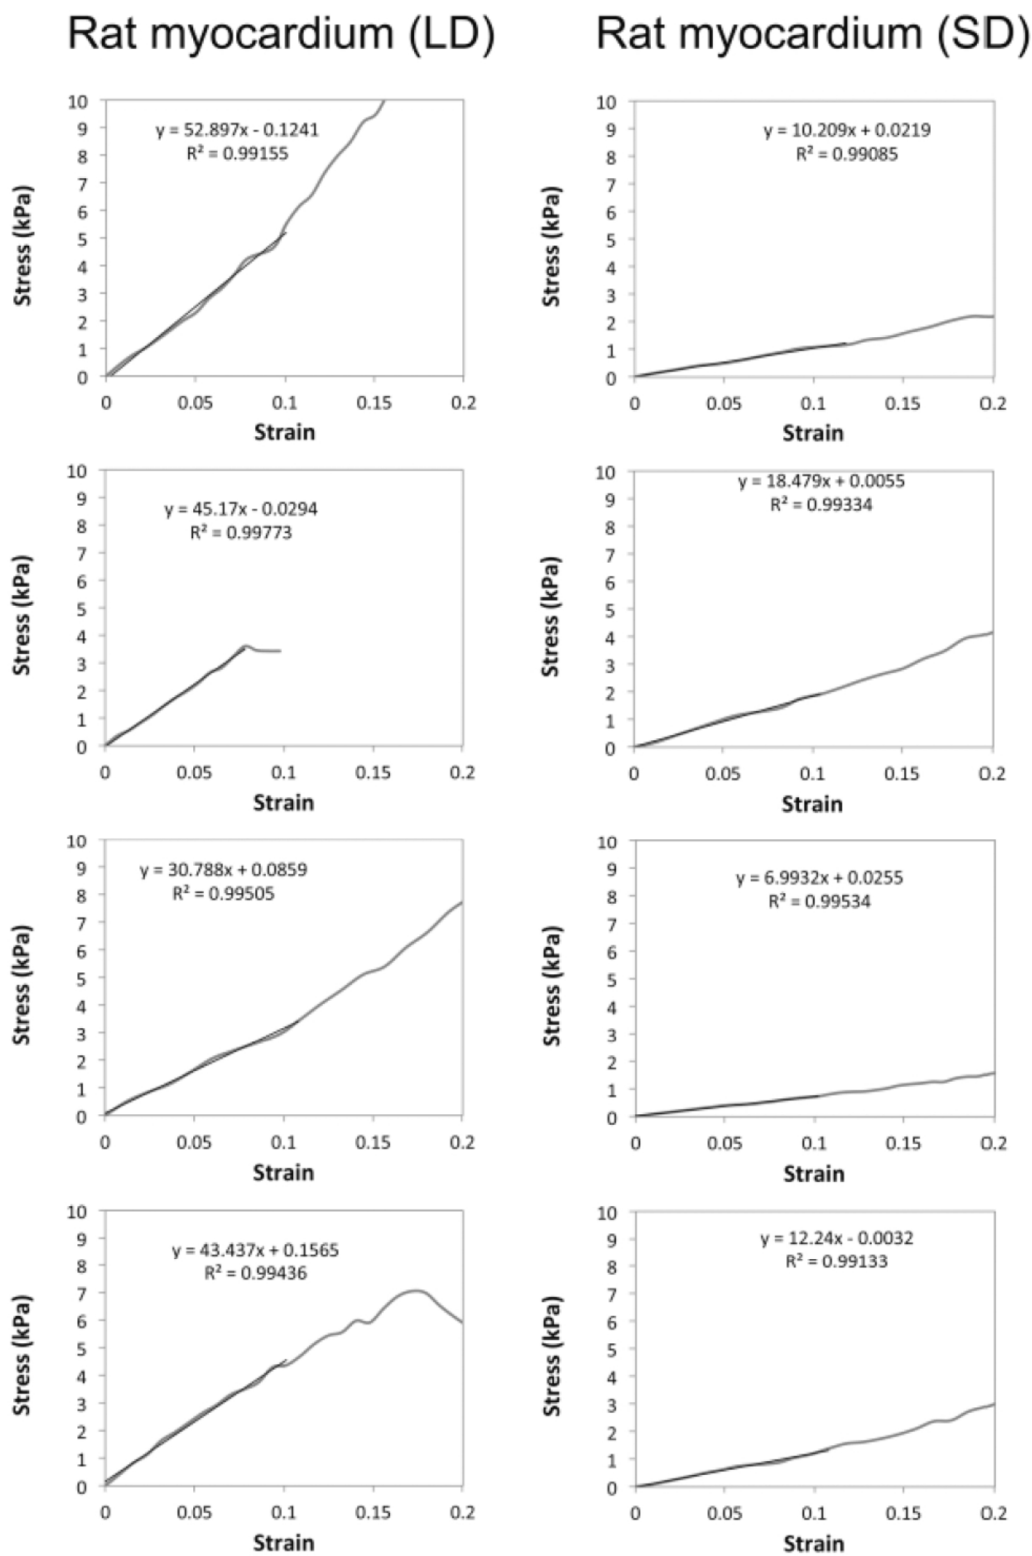 Rat myocardium (LD)
Rat myocardium (SD)
10
9
8
7
6
5
4
3
2
1
0
Stress (kPa)
y = 52.897x - 0.1241
R² = 0.99155
0 0.05 0.1 0.15 0.2
Strain
10
9
8
7
6
5
4
3
2
1
0
Stress (kPa)
y = 10.209x + 0.0219
R² = 0.99085
0 0.05 0.1 0.15 0.2
Strain
10
9
8
7
6
5
4
3
2
1
0
Stress (kPa)
y = 45.17x - 0.0294
R² = 0.99773
0 0.05 0.1 0.15 0.2
Strain
10
9
8
7
6
5
4
3
2
1
0
Stress (kPa)
y = 18.479x + 0.0055
R² = 0.99334
0 0.05 0.1 0.15 0.2
Strain
10
9
8
7
6
5
4
3
2
1
0
Stress (kPa)
y = 30.788x + 0.0859
R² = 0.99505
0 0.05 0.1 0.15 0.2
Strain
10
9
8
7
6
5
4
3
2
1
0
Stress (kPa)
y = 6.9932x + 0.0255
R² = 0.99534
0 0.05 0.1 0.15 0.2
Strain
10
9
8
7
6
5
4
3
2
1
0
Stress (kPa)
y = 43.437x + 0.1565
R² = 0.99436
0 0.05 0.1 0.15 0.2
Strain
10
9
8
7
6
5
4
3
2
1
0
Stress (kPa)
y = 12.24x - 0.0032
R² = 0.99133
0 0.05 0.1 0.15 0.2
Strain